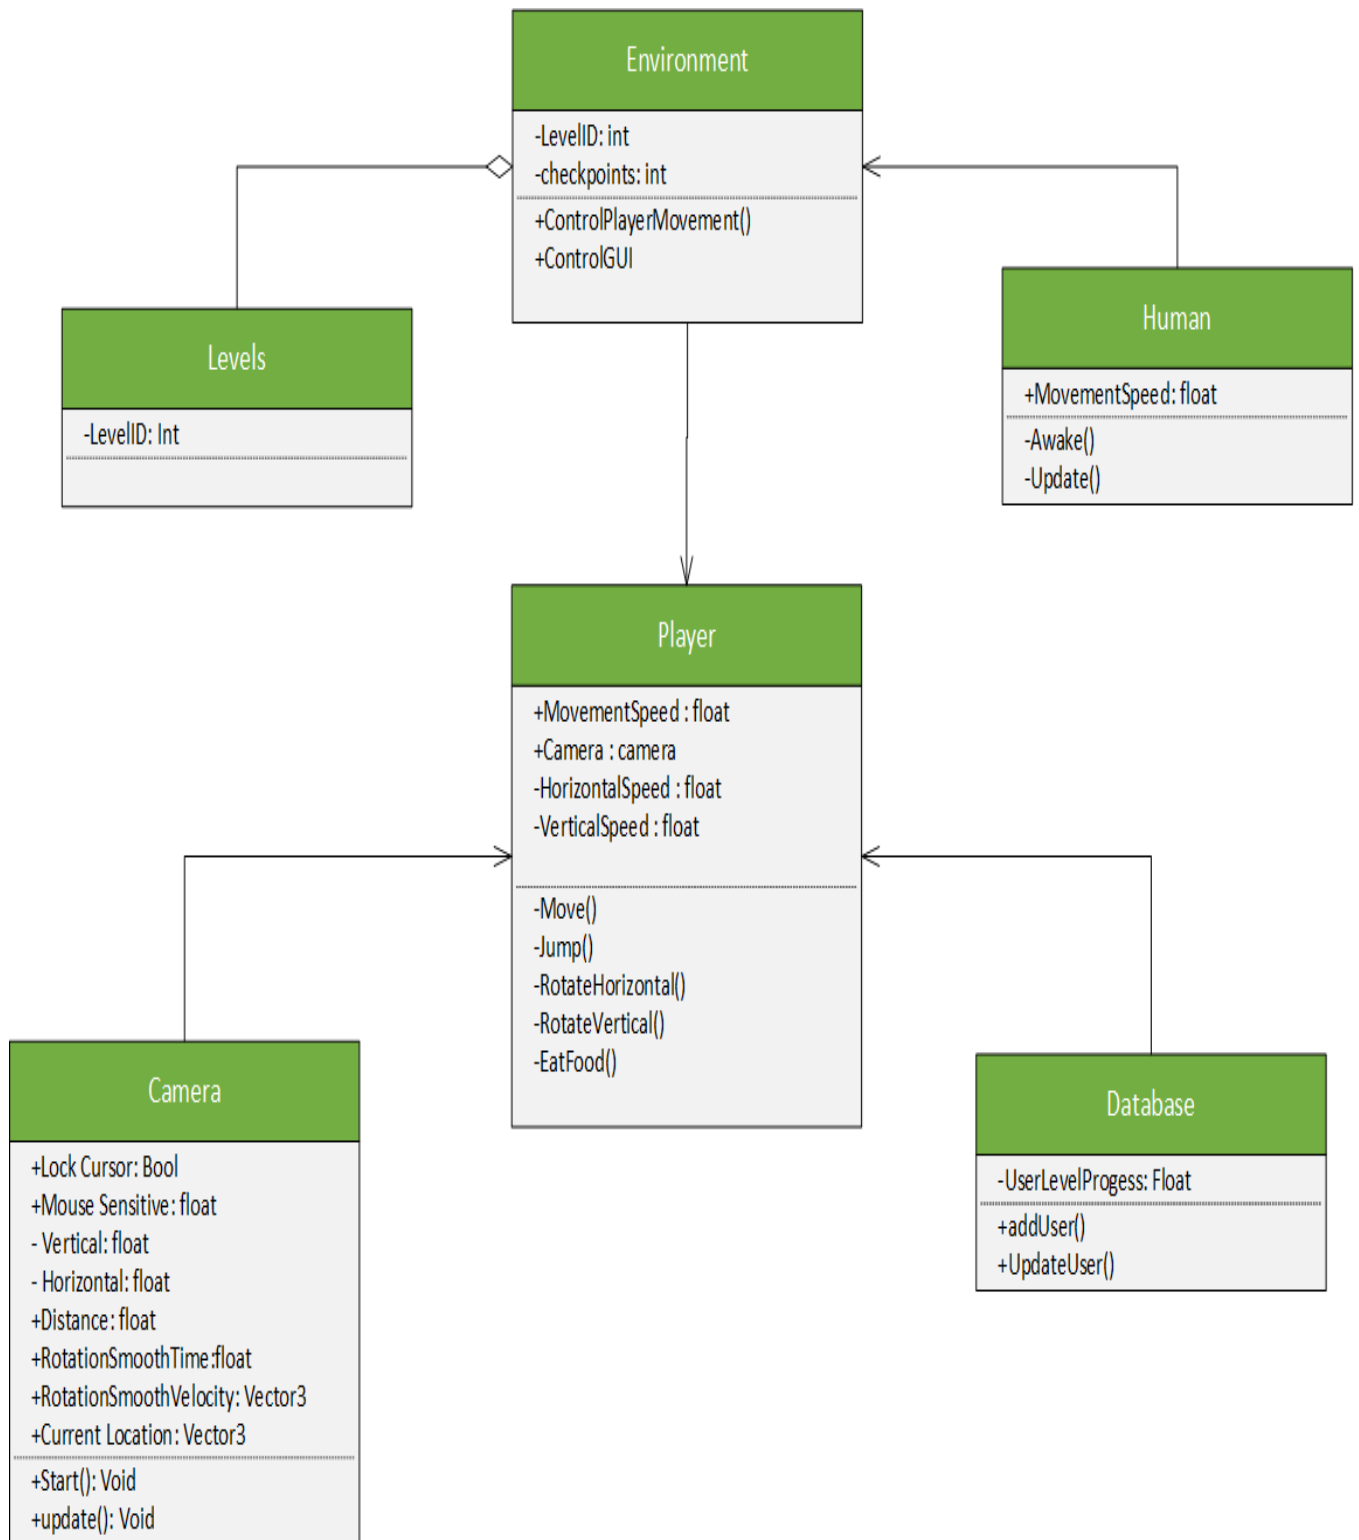 Environment
-LevelID: int
-checkpoints: int
+ControlPlayerMovement()
+ControlGUI
Levels
-LevelID: Int
Human
+MovementSpeed: float
-Awake()
-Update()
Player
+MovementSpeed : float
+Camera : camera
-HorizontalSpeed : float
-VerticalSpeed : float
-Move()
-Jump()
-RotateHorizontal()
-RotateVertical()
-EatFood()
Camera
+Lock Cursor: Bool
+Mouse Sensitive: float
- Vertical: float
- Horizontal: float
+Distance: float
+RotationSmoothTime:float
+RotationSmoothVelocity: Vector3
+Current Location: Vector3
+Start(): Void
+update(): Void
Database
-UserLevelProgess: Float
+addUser()
+UpdateUser()